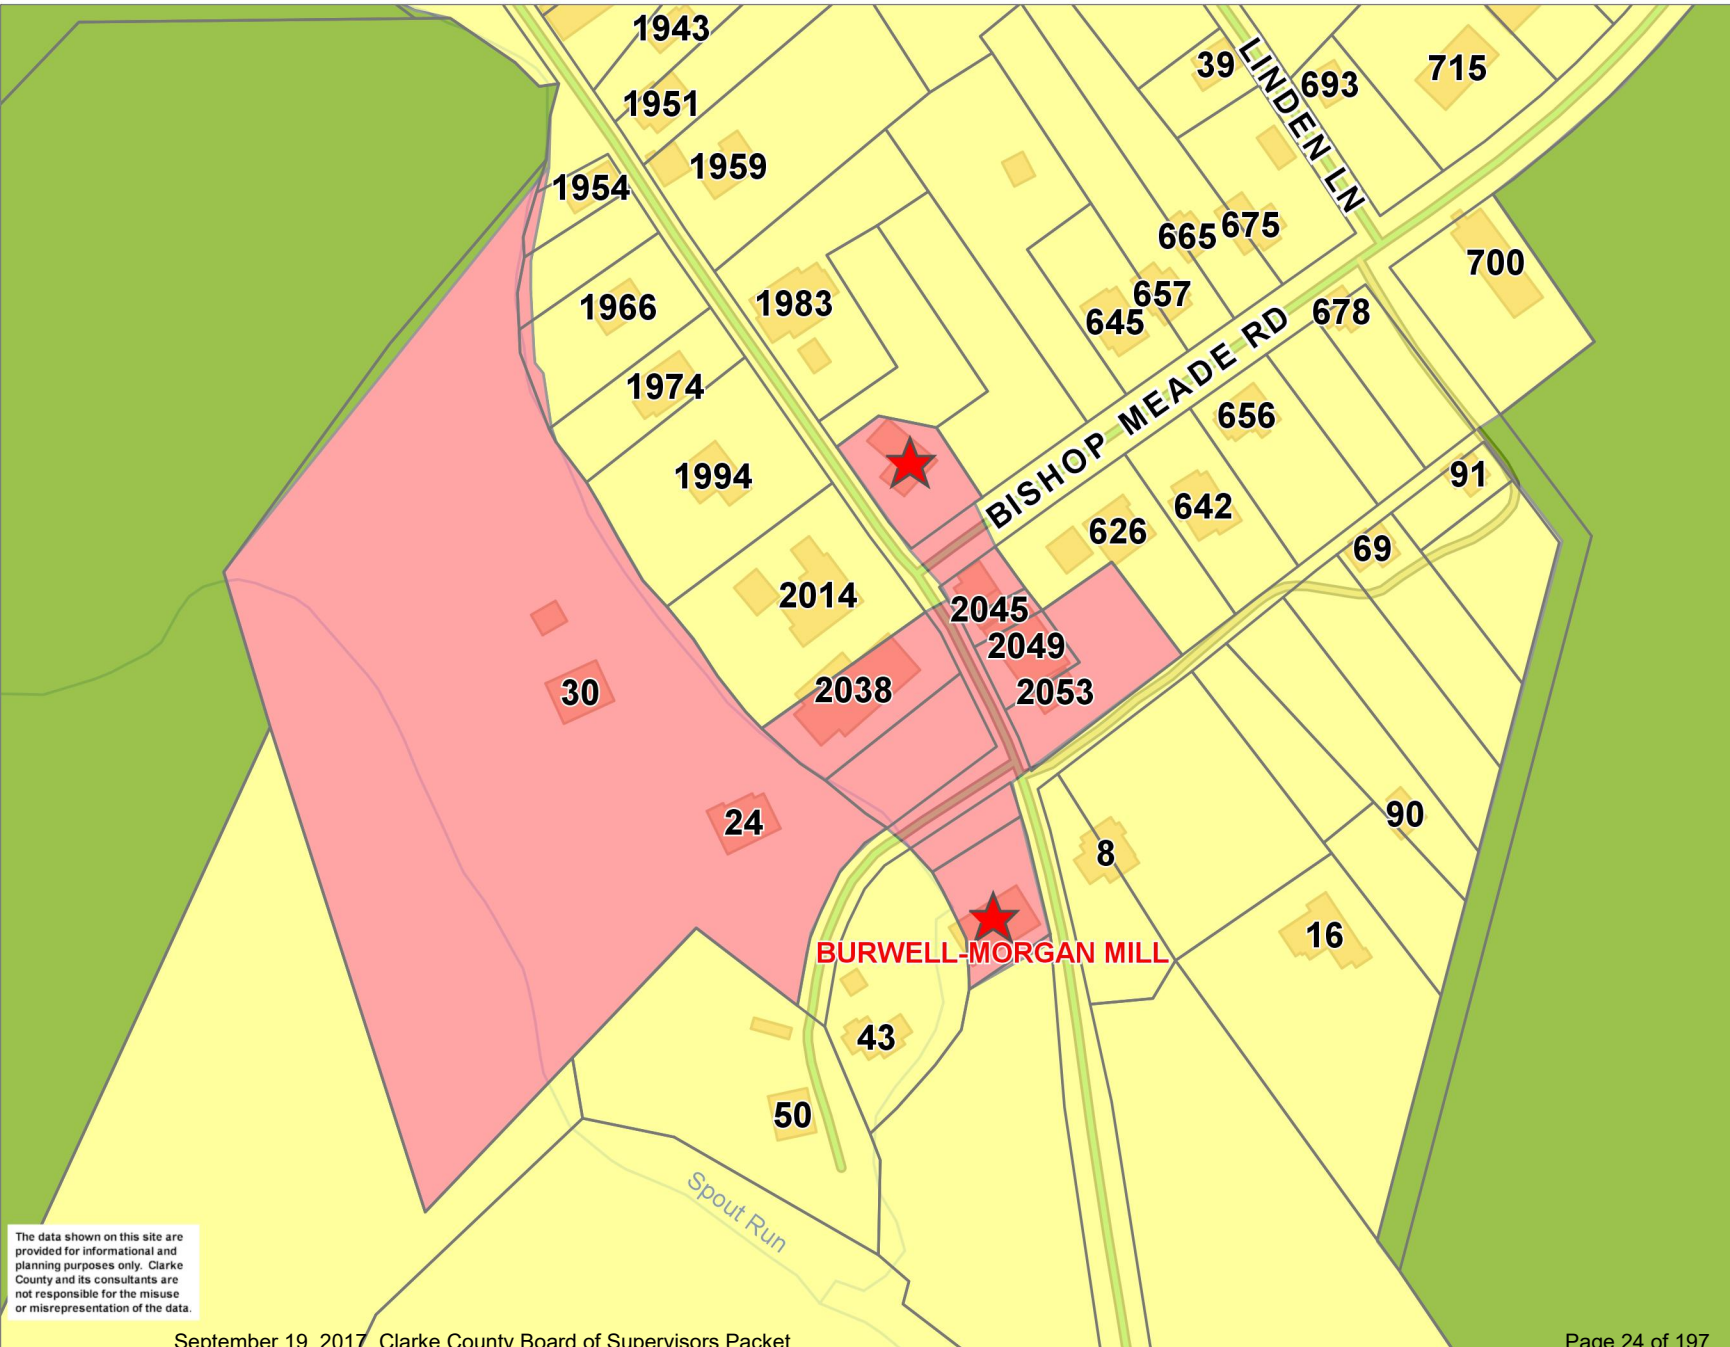 1943
39
LINDEN LN
693
715
1951
1959
1954
665
675
700
1966
1983
657
645
678
1974
BISHOP MEADE RD
656
1994
91
642
626
69
2014
2045
2049
2038
2053
30
24
90
8
16
BURWELL-MORGAN MILL
43
50
Spout Run
The data shown on this site are
provided for informational and
planning purposes only. Clarke
County and its consultants are
not responsible for the misuse
or misrepresentation of the data.
September 19, 2017 Clarke County Board of Supervisors Packet
Page 24 of 197